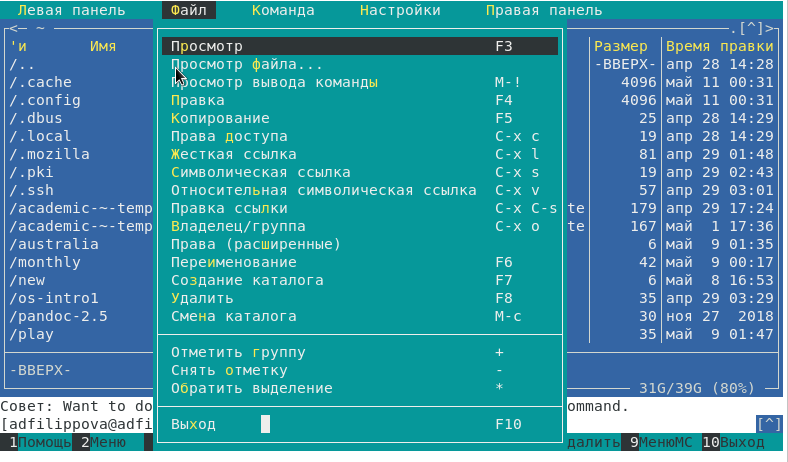 Левая панель Файл Команда Настройки Правая панель
<— ~ .[^]>
'и Имя Просмотр F3 Размер Время правки
/.. Просмотр файла... -ВВЕРХ- апр 28 14:28
/.cache Просмотр вывода команды M-! 4096 май 11 00:31
/.config Правка F4 4096 май 11 00:31
/.dbus Копирование F5 25 апр 28 14:29
/.local Права доступа C-x c 19 апр 28 14:29
/.mozilla Жесткая ссылка C-x l 81 апр 29 01:48
/.pki Символическая ссылка C-x s 19 апр 29 02:43
/.ssh Относительная символическая ссылка C-x v 57 апр 29 03:01
/academic-~-temp Правка ссылки C-x C-s te 179 апр 29 17:24
/academic-~-temp Владелец/группа C-x o te 167 май 1 17:36
/australia Права (расширенные) 6 май 9 01:35
/monthly Переименование F6 42 май 9 00:17
/new Создание каталога F7 6 май 8 16:53
/os-intro1 Удалить F8 35 апр 29 03:29
/pandoc-2.5 Смена каталога M-c 30 ноя 27 2018
/play 35 май 9 01:47
Отметить группу +
-ВВЕРХ- Снять отметку -
Обратить выделение * 31G/39G (80%)
Совет: Want to do ommand.
[adfilippova@adfi Выход F10 [^]
1Помощь 2Меню далить 9МенюMC 10Выход